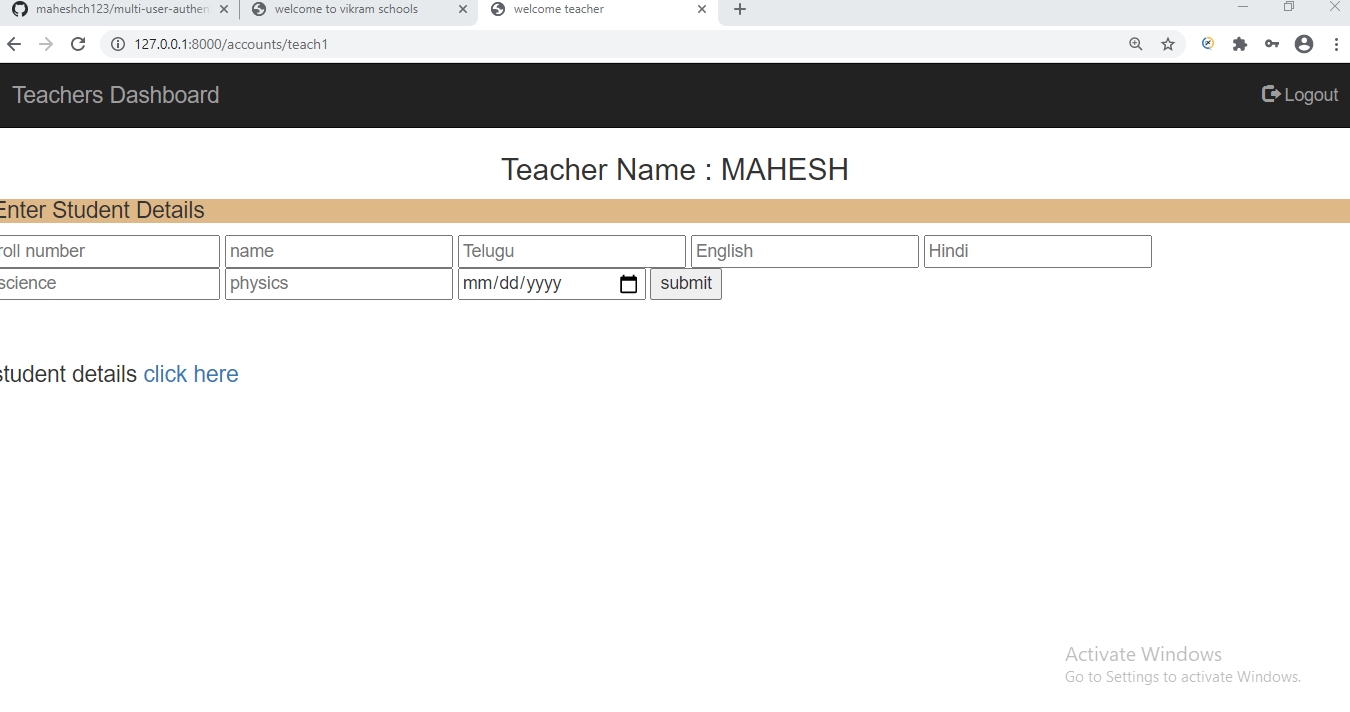 maheshch123/multi-user-authen
welcome to vikram schools
welcome teacher
127.0.0.1:8000/accounts/teach1
Teachers Dashboard
Logout
Teacher Name : MAHESH
Enter Student Details
roll number name Telugu English Hindi
science physics mm/dd/yyyy submit
student details click here
Activate Windows
Go to Settings to activate Windows.